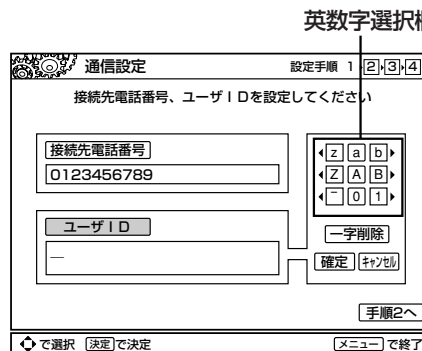 英数字選択
通信設定 設定手順 1 2 3 4
接続先電話番号、ユーザIDを設定してください
接続先電話番号
0123456789
z a b
Z A B
‾ 0 1
ユーザID
一字削除
確定 キャンセル
手順2へ
で選択 決定 で決定 メニュー で終了